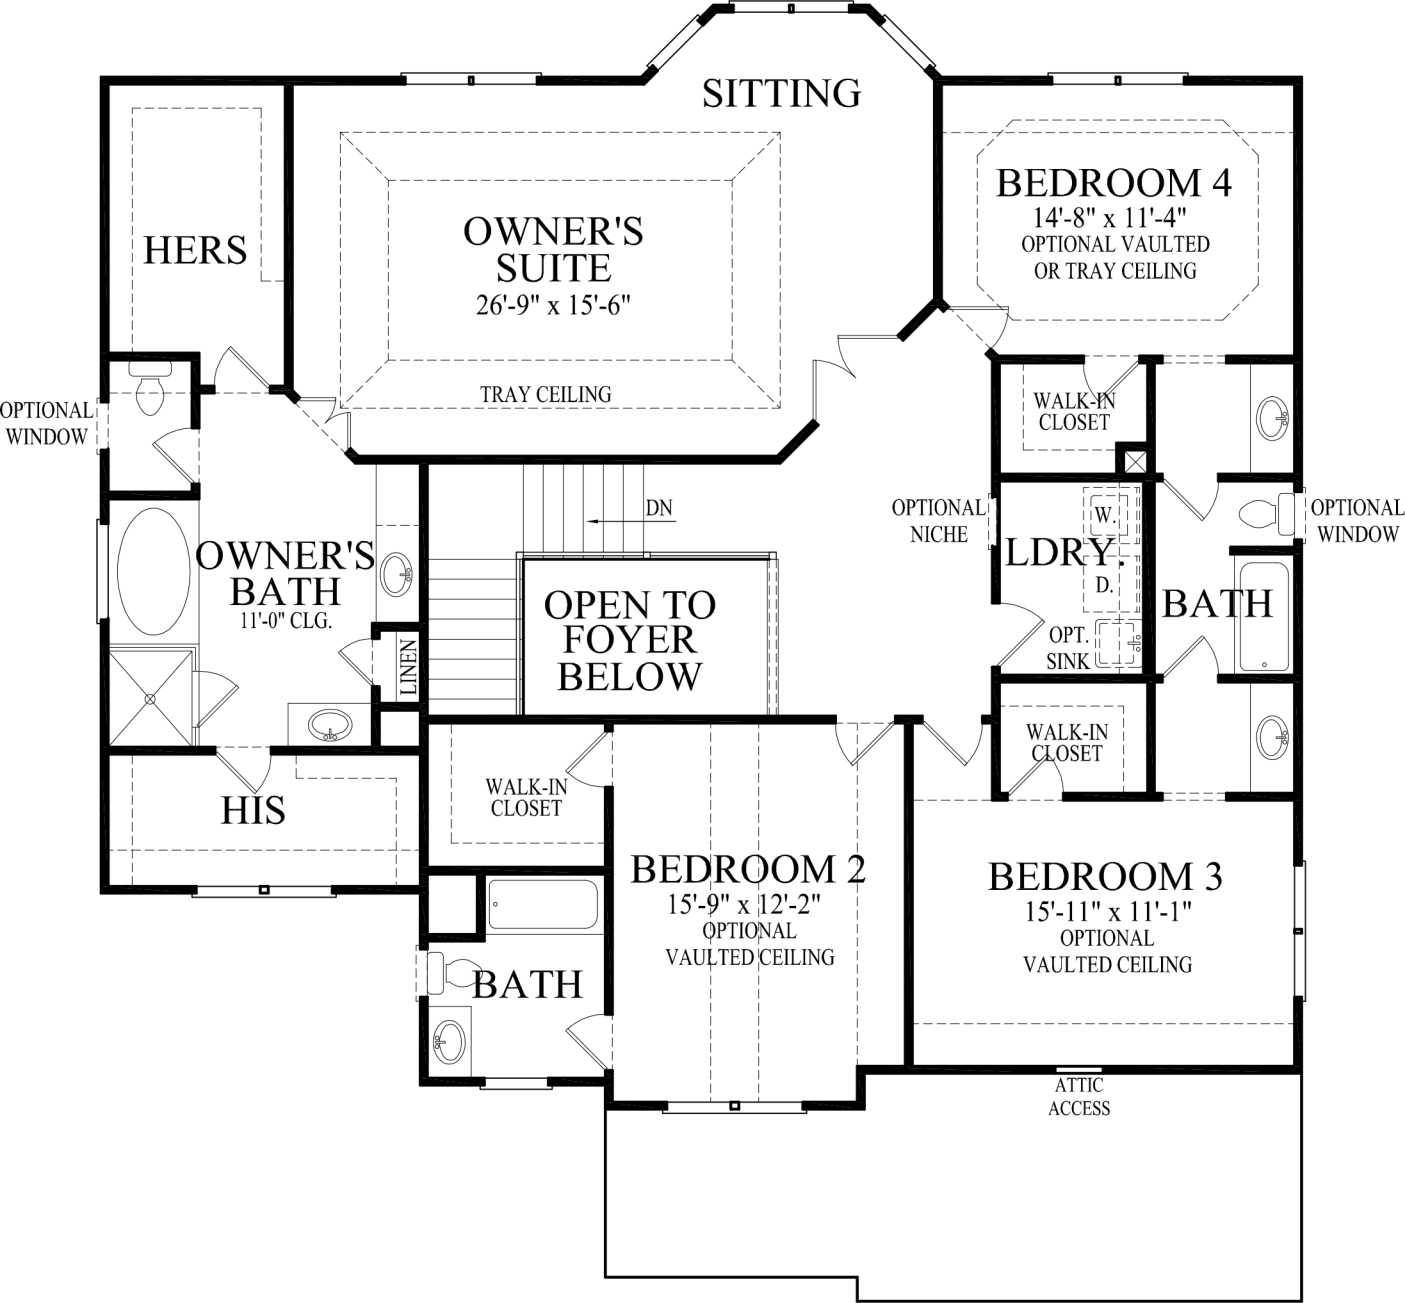 SITTING
HERS
OWNER'S
SUITE
26'-9" x 15'-6"
TRAY CEILING
BEDROOM 4
14'-8" x 11'-4"
OPTIONAL VAULTED
OR TRAY CEILING
OPTIONAL
WINDOW
WALK-IN
CLOSET
DN
OPTIONAL
NICHE
W.
LDRY.
D.
OPT.
SINK
OPTIONAL
WINDOW
BATH
OWNER'S
BATH
11'-0" CLG.
LINEN
OPEN TO
FOYER
BELOW
HIS
WALK-IN
CLOSET
WALK-IN
CLOSET
BEDROOM 2
15'-9" x 12'-2"
OPTIONAL
VAULTED CEILING
BEDROOM 3
15'-11" x 11'-1"
OPTIONAL
VAULTED CEILING
BATH
ATTIC
ACCESS